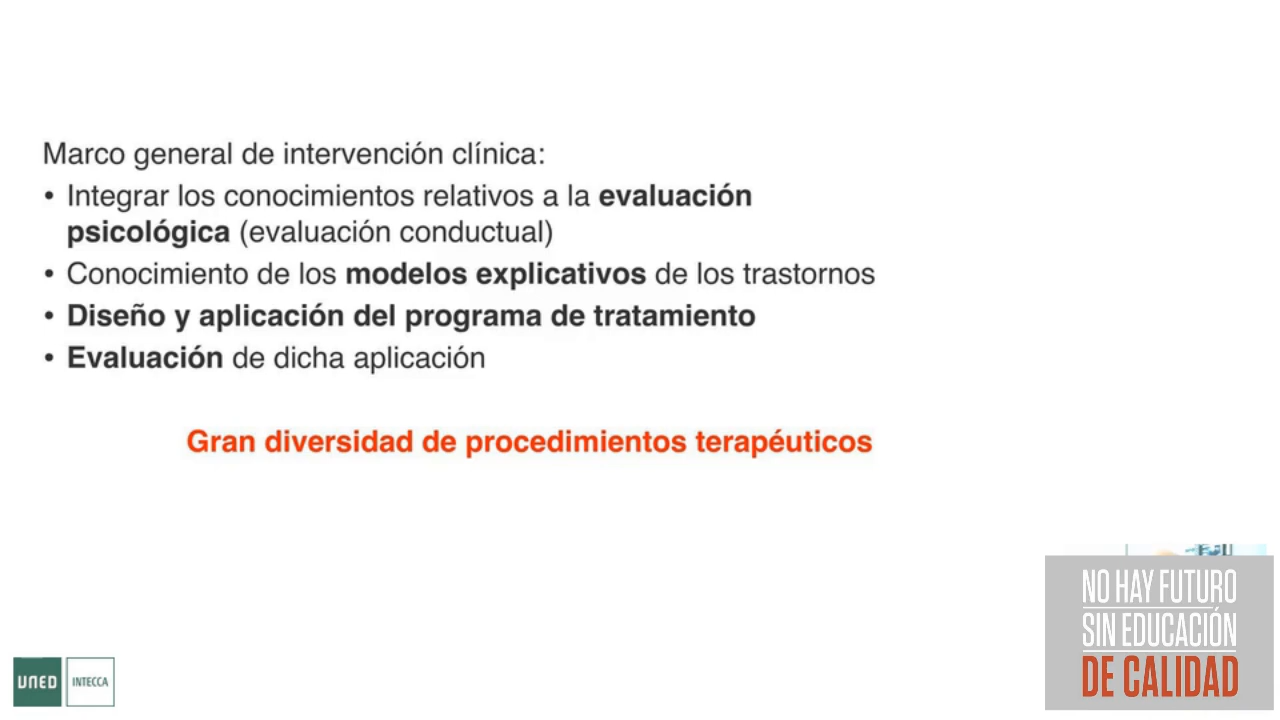 Marco general de intervención clínica:
• Integrar los conocimientos relativos a la evaluación
psicológica (evaluación conductual)
• Conocimiento de los modelos explicativos de los trastornos
• Diseño y aplicación del programa de tratamiento
• Evaluación de dicha aplicación
Gran diversidad de procedimientos terapéuticos
NO HAY FUTURO
SIN EDUCACIÓN
DE CALIDAD
UNED INTECCA